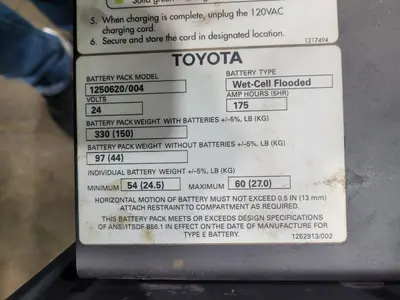 Solid green
5. When charging is complete, unplug the 120VAC
charging cord.
6. Secure and store the cord in designated location.
1217494
TOYOTA
BATTERY PACK MODEL
1250620/004
BATTERY TYPE
Wet-Cell Flooded
VOLTS
24
AMP HOURS (5HR)
175
BATTERY PACK WEIGHT WITH BATTERIES +/-5%, LB (KG)
330 (150)
BATTERY PACK WEIGHT WITHOUT BATTERIES +/-5%, LB (KG)
97 (44)
INDIVIDUAL BATTERY WEIGHT +/-5%, LB (KG)
MINIMUM 54 (24.5) MAXIMUM 60 (27.0)
HORIZONTAL MOTION OF BATTERY MUST NOT EXCEED 0.5 IN (13 mm)
ATTACH RESTRAINT TO COMPARTMENT AS REQUIRED.
THIS BATTERY PACK MEETS OR EXCEEDS DESIGN SPECIFICATIONS
OF ANSI/ITSDF-B56.1 IN EFFECT ON THE DATE OF MANUFACTURE FOR
TYPE E BATTERY.
1252913/002